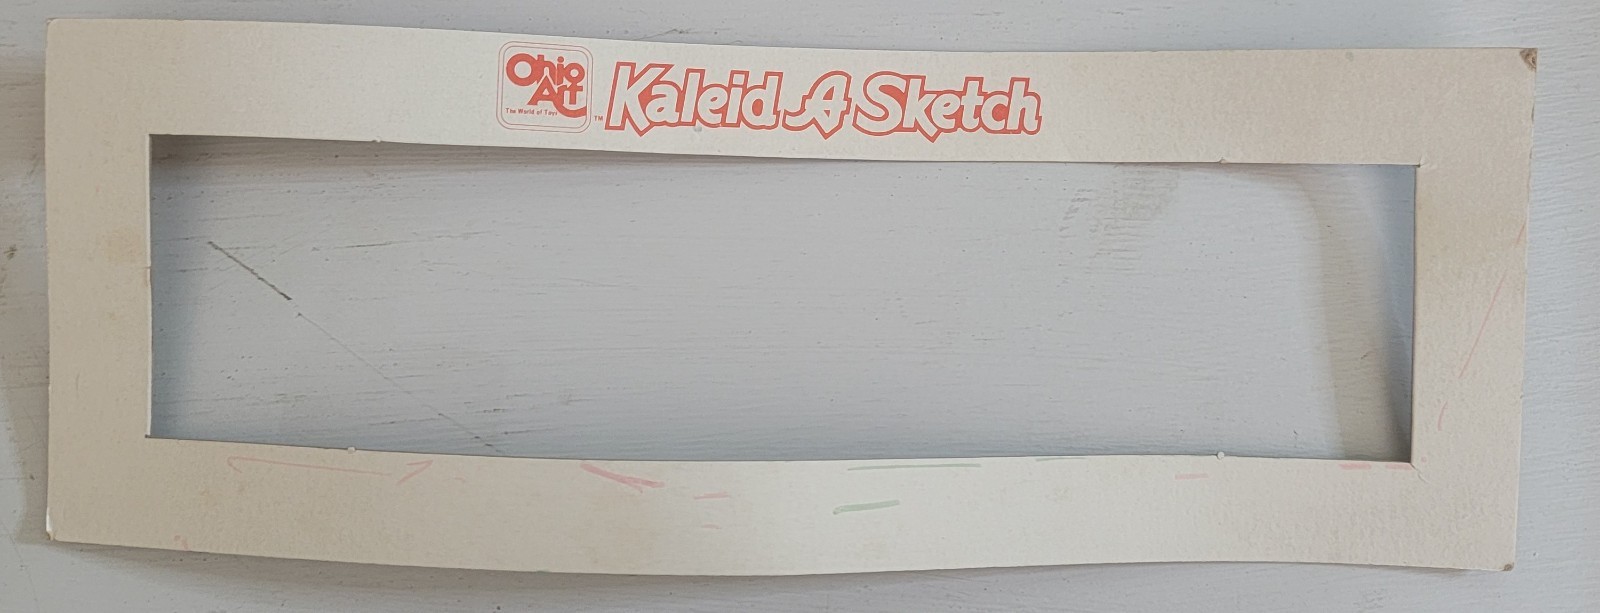 Ohio
Art
The World of Toys
™
Kaleid A Sketch